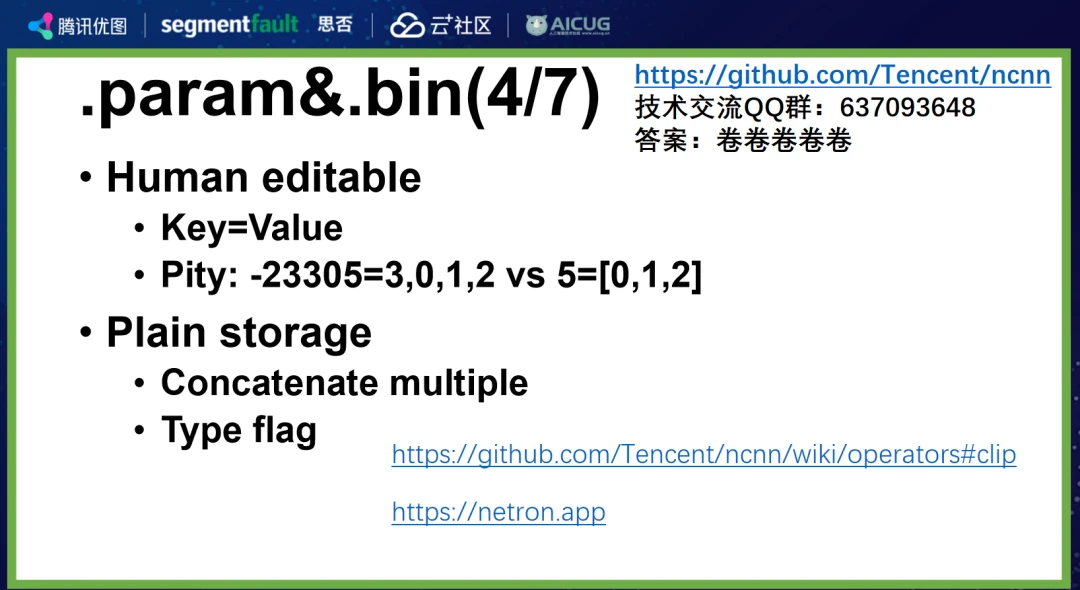 腾讯优图 segmentfault 思否 云+社区 AICUG
.param&.bin(4/7)
https://github.com/Tencent/ncnn
技术交流QQ群：637093648
答案：卷卷卷卷卷
• Human editable
• Key=Value
• Pity: -23305=3,0,1,2 vs 5=[0,1,2]
• Plain storage
• Concatenate multiple
• Type flag
https://github.com/Tencent/ncnn/wiki/operators#clip
https://netron.app